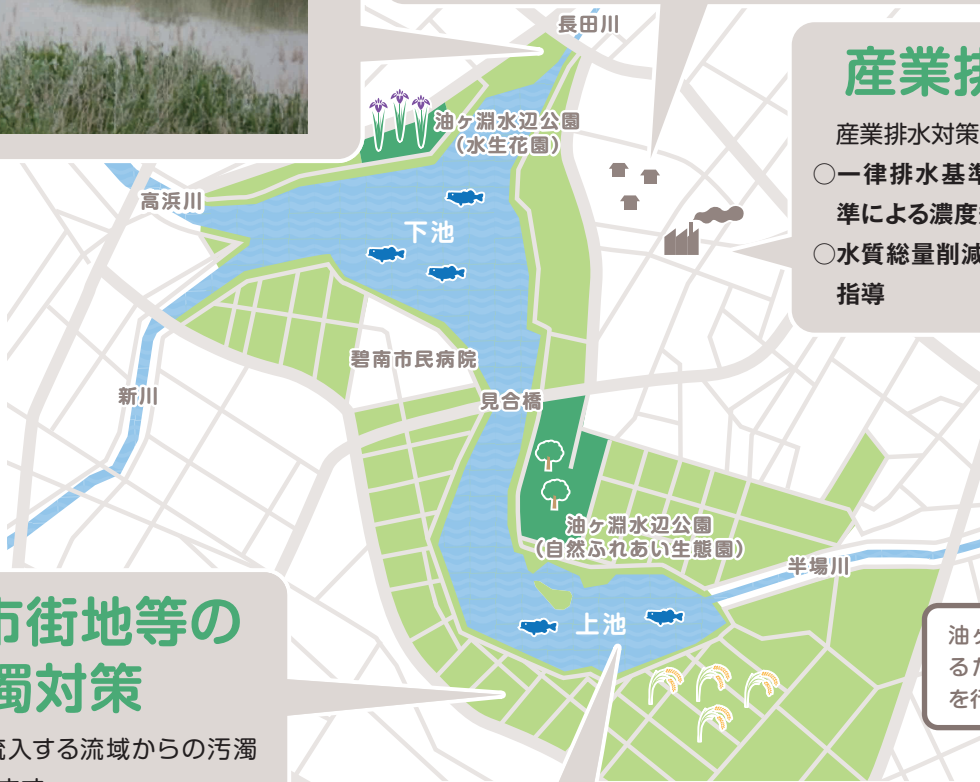 長田川
産業排
産業排水対策
○一律排水基準
準による濃度
○水質総量削減
指導
油ヶ淵水辺公園
（水生花園）
高浜川
下池
碧南市民病院
新川
見合橋
油ヶ淵水辺公園
（自然ふれあい生態園）
半場川
上池
市街地等の
濁対策
流入する流域からの汚濁
油ヶ
るた
を行